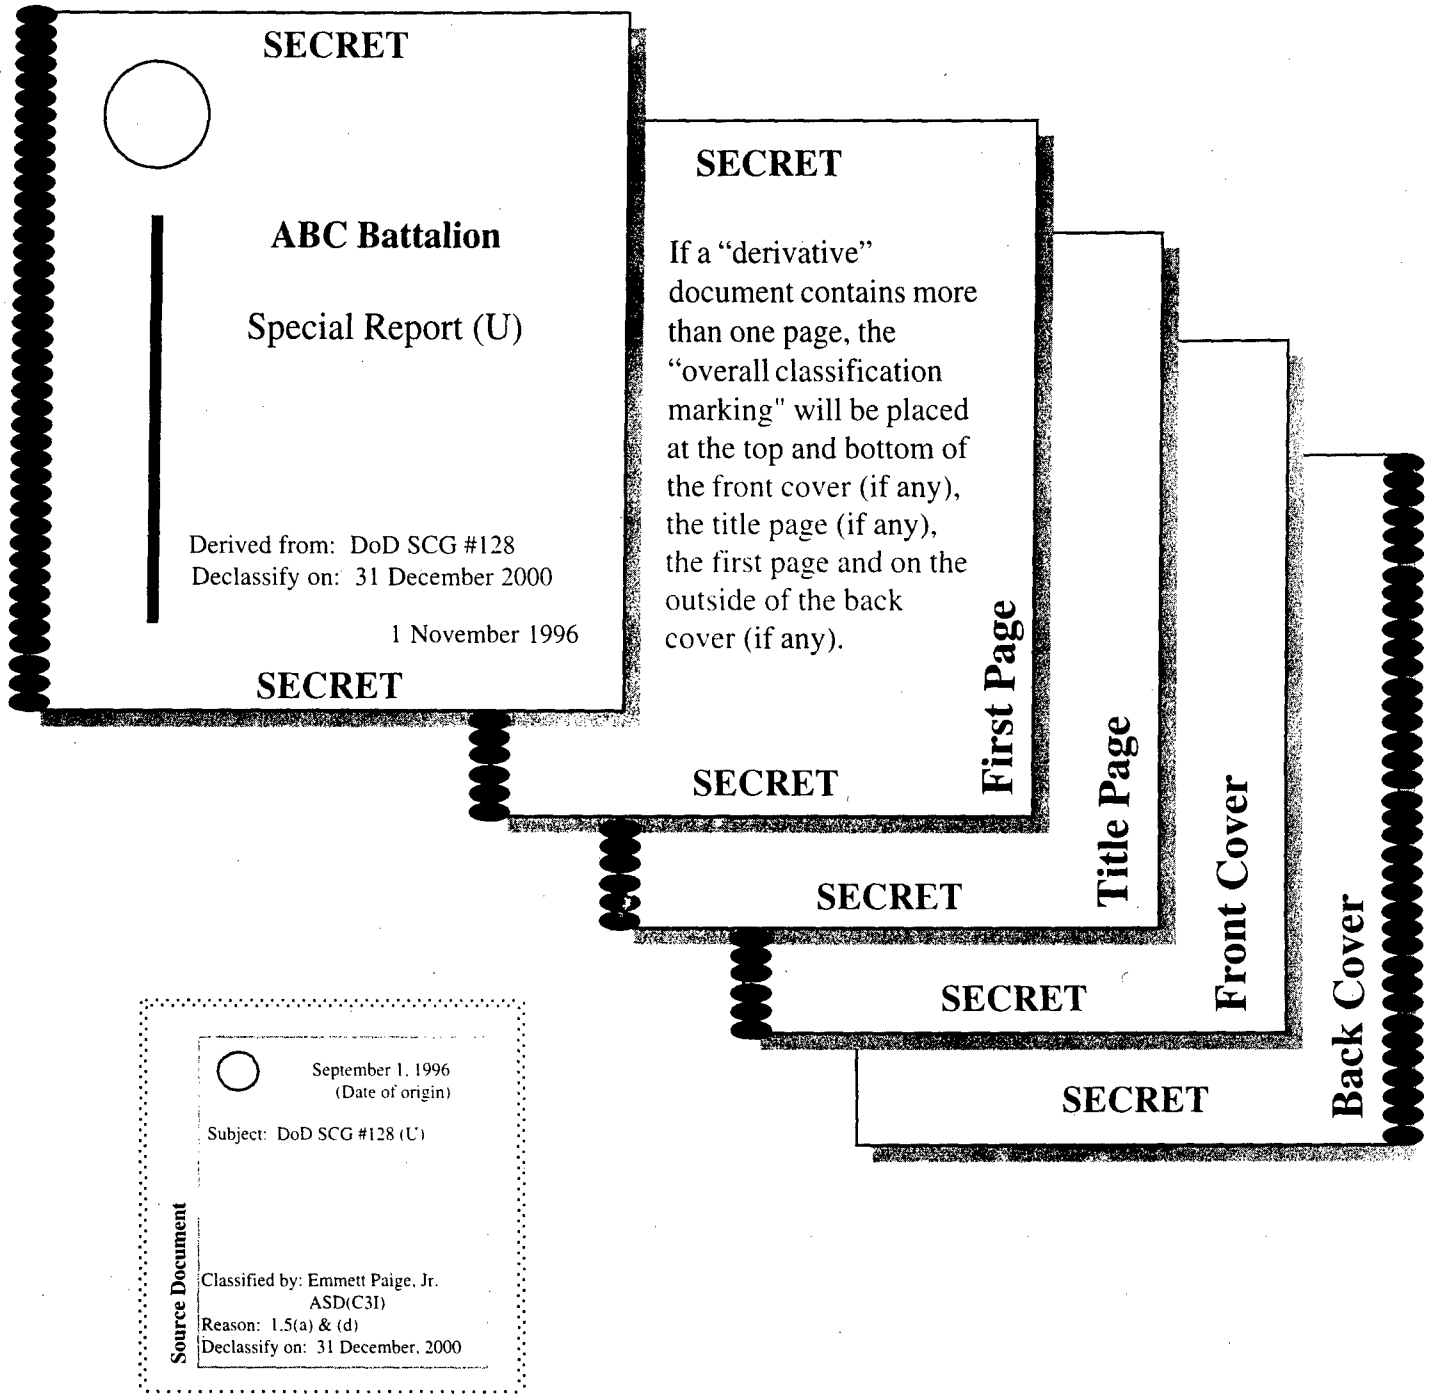 SECRET
ABC Battalion
Special Report (U)
Derived from: DoD SCG #128
Declassify on: 31 December 2000
1 November 1996
SECRET
SECRET
If a “derivative”
document contains more
than one page, the
“overall classification
marking" will be placed
at the top and bottom of
the front cover (if any),
the title page (if any),
the first page and on the
outside of the back
cover (if any).
First Page
SECRET
Title Page
SECRET
Front Cover
SECRET
Back Cover
SECRET
Source Document
September 1, 1996
(Date of origin)
Subject: DoD SCG #128 (U)
Classified by: Emmett Paige, Jr.
ASD(C3I)
Reason: 1.5(a) & (d)
Declassify on: 31 December, 2000